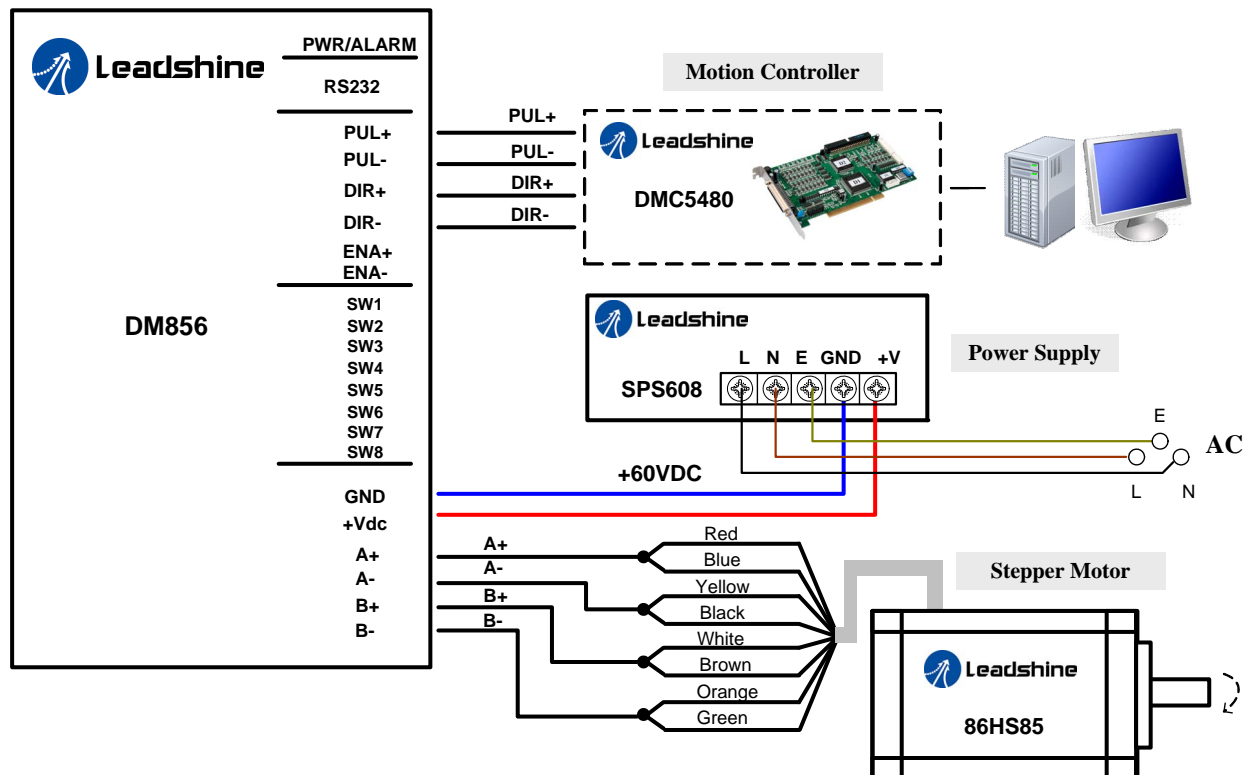 Leadshine
PWR/ALARM
RS232
PUL+
PUL-
DIR+
DIR-
ENA+
ENA-
DM856
SW1
SW2
SW3
SW4
SW5
SW6
SW7
SW8
GND
+Vdc
A+
A-
B+
B-
PUL+
PUL-
DIR+
DIR-
Motion Controller
Leadshine
DMC5480
Leadshine
SPS608
L N E GND +V
Power Supply
E
AC
L N
+60VDC
A+
A-
B+
B-
Red
Blue
Yellow
Black
White
Brown
Orange
Green
Stepper Motor
Leadshine
86HS85